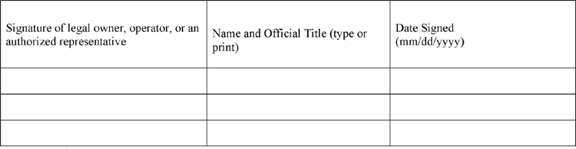 Signature of legal owner, operator, or an
authorized representative
Name and Official Title (type or
print)
Date Signed
(mm/dd/yyyy)